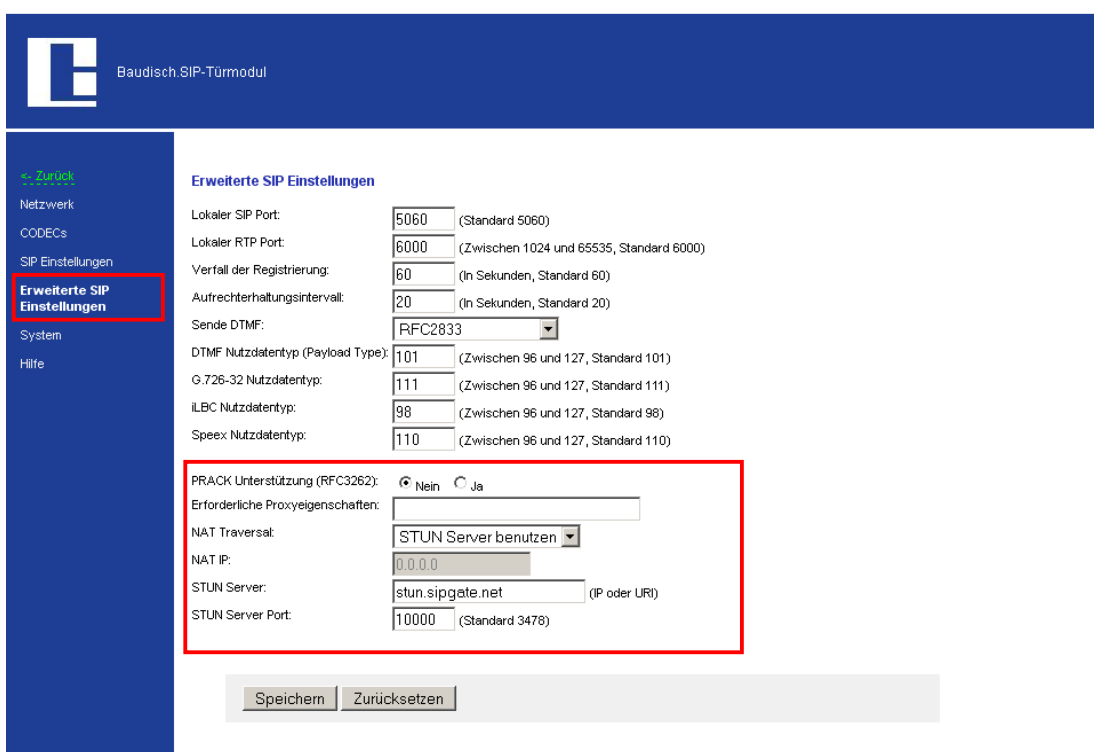 Baudisch.SIP-Türmodul
<- Zurück
Netzwerk
CODECs
SIP Einstellungen
Erweiterte SIP
Einstellungen
System
Hilfe
Erweiterte SIP Einstellungen
Lokaler SIP Port: 5060 (Standard 5060)
Lokaler RTP Port: 6000 (Zwischen 1024 und 65535, Standard 6000)
Verfall der Registrierung: 60 (In Sekunden, Standard 60)
Aufrechterhaltungsintervall: 20 (In Sekunden, Standard 20)
Sende DTMF: RFC2833
DTMF Nutzdatentyp (Payload Type): 101 (Zwischen 96 und 127, Standard 101)
G.726-32 Nutzdatentyp: 111 (Zwischen 96 und 127, Standard 111)
iLBC Nutzdatentyp: 98 (Zwischen 96 und 127, Standard 98)
Speex Nutzdatentyp: 110 (Zwischen 96 und 127, Standard 110)
PRACK Unterstützung (RFC3262): Nein Ja
Erforderliche Proxyeigenschaften:
NAT Traversal: STUN Server benutzen
NAT IP: 0.0.0.0
STUN Server: stun.sipgate.net (IP oder URI)
STUN Server Port: 10000 (Standard 3478)
Speichern Zurücksetzen